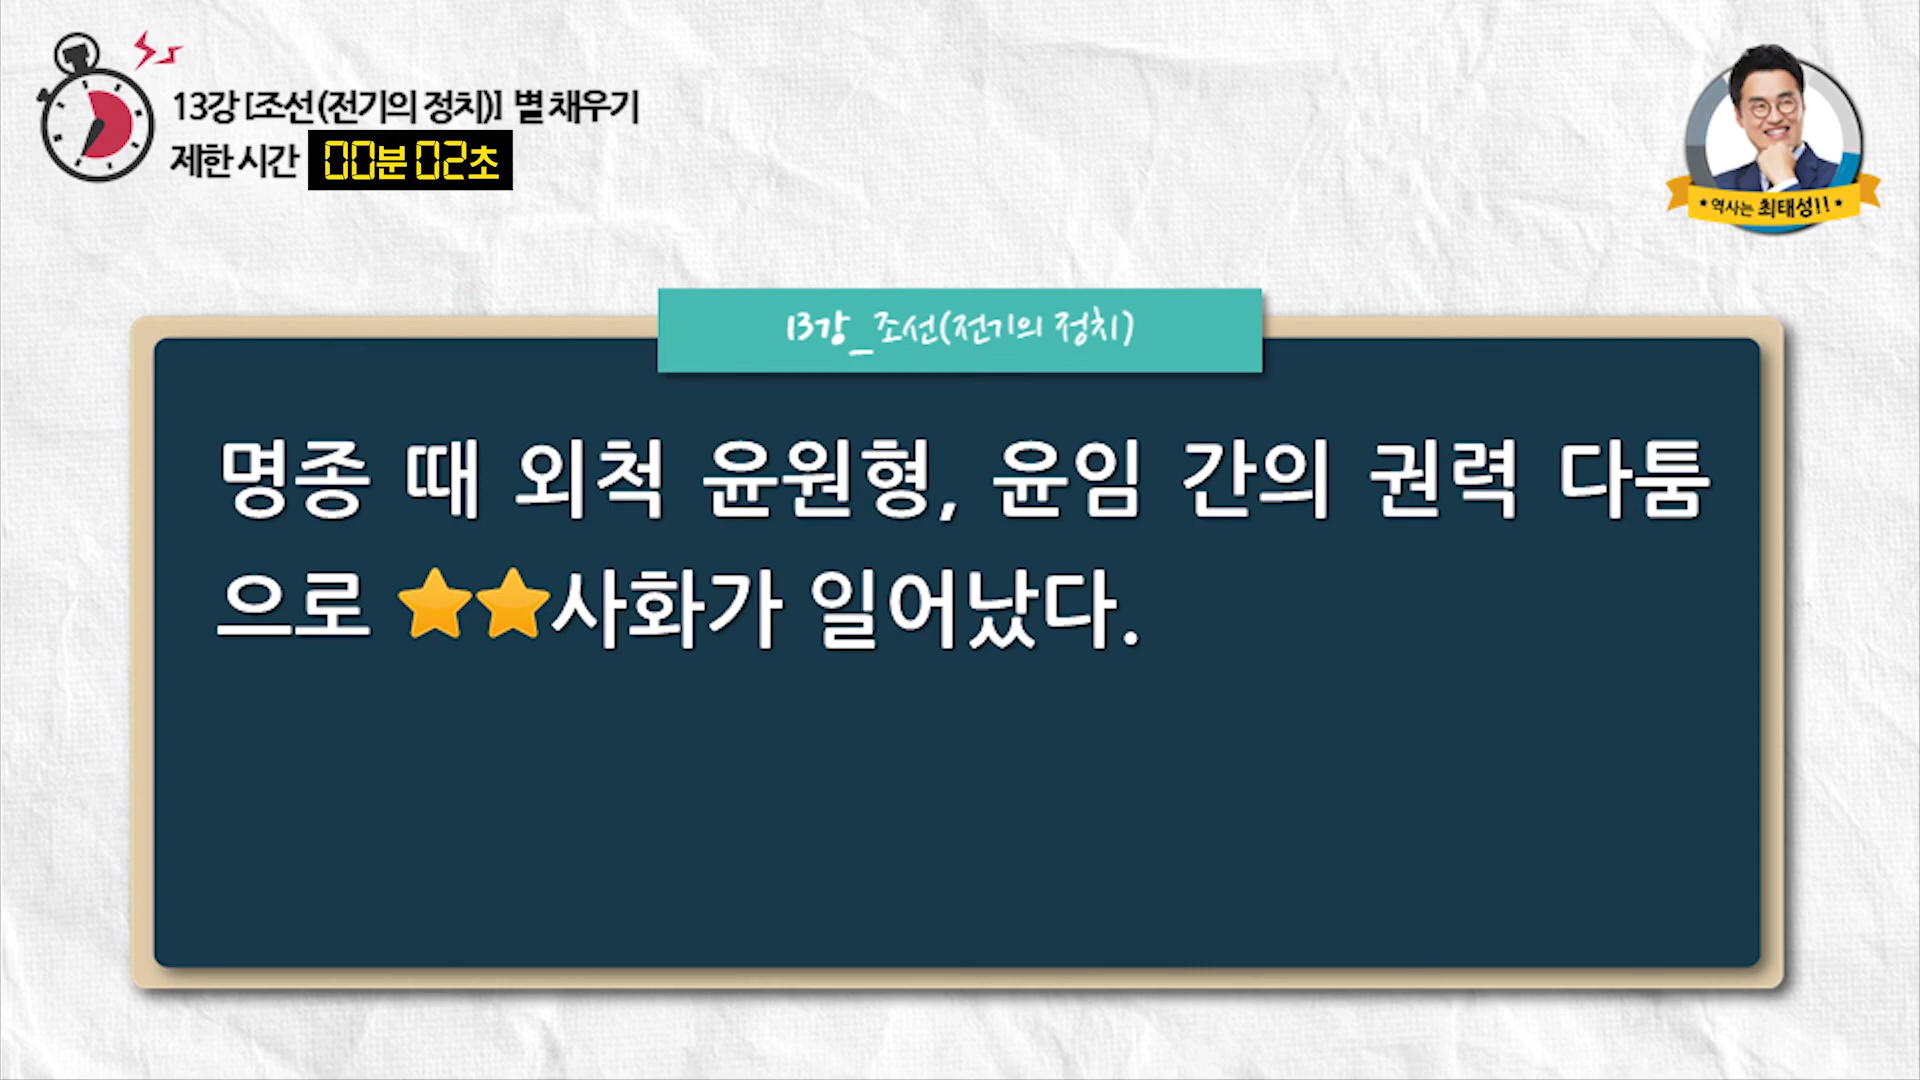 13강 [조선(전기의 정치)] 별 채우기
제한 시간 00분 02초
역사는 최태성!!
13강_조선(전기의 정치)
명종 때 외척 윤원형, 윤임 간의 권력 다툼
으로 ★★사화가 일어났다.